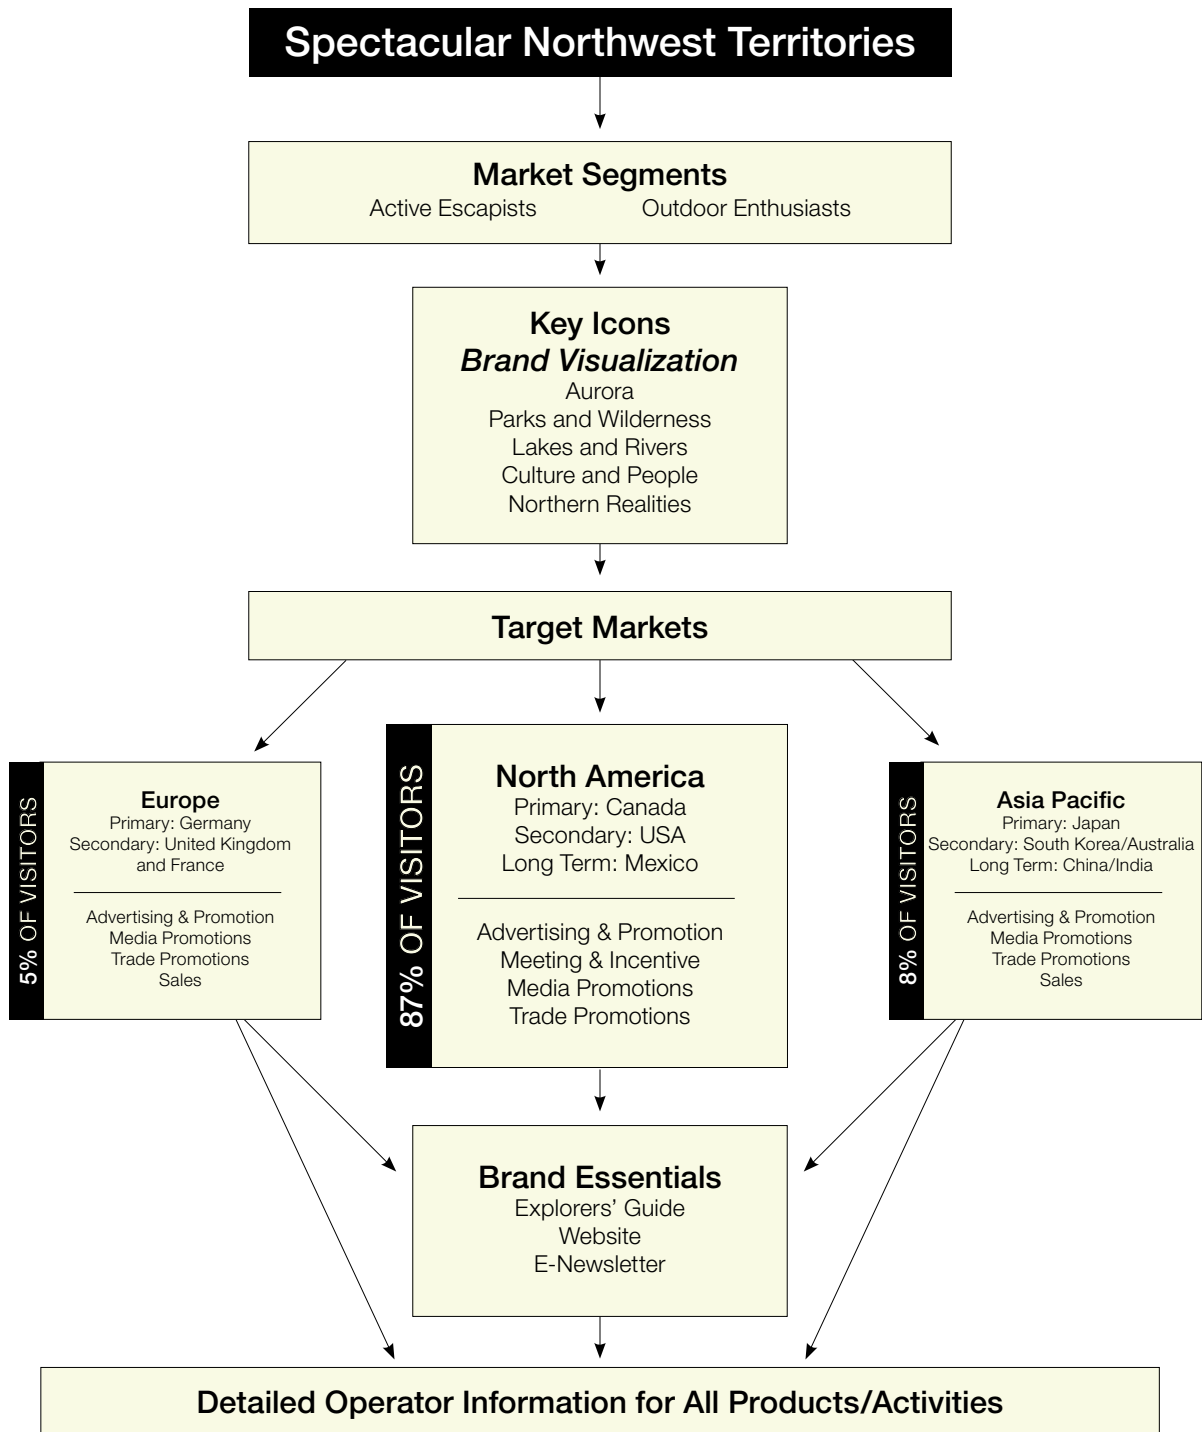 Spectacular Northwest Territories
Market Segments
Active Escapists Outdoor Enthusiasts
Key Icons
Brand Visualization
Aurora
Parks and Wilderness
Lakes and Rivers
Culture and People
Northern Realities
Target Markets
5% OF VISITORS
Europe
Primary: Germany
Secondary: United Kingdom
and France
Advertising & Promotion
Media Promotions
Trade Promotions
Sales
87% OF VISITORS
North America
Primary: Canada
Secondary: USA
Long Term: Mexico
Advertising & Promotion
Meeting & Incentive
Media Promotions
Trade Promotions
8% OF VISITORS
Asia Pacific
Primary: Japan
Secondary: South Korea/Australia
Long Term: China/India
Advertising & Promotion
Media Promotions
Trade Promotions
Sales
Brand Essentials
Explorers’ Guide
Website
E-Newsletter
Detailed Operator Information for All Products/Activities